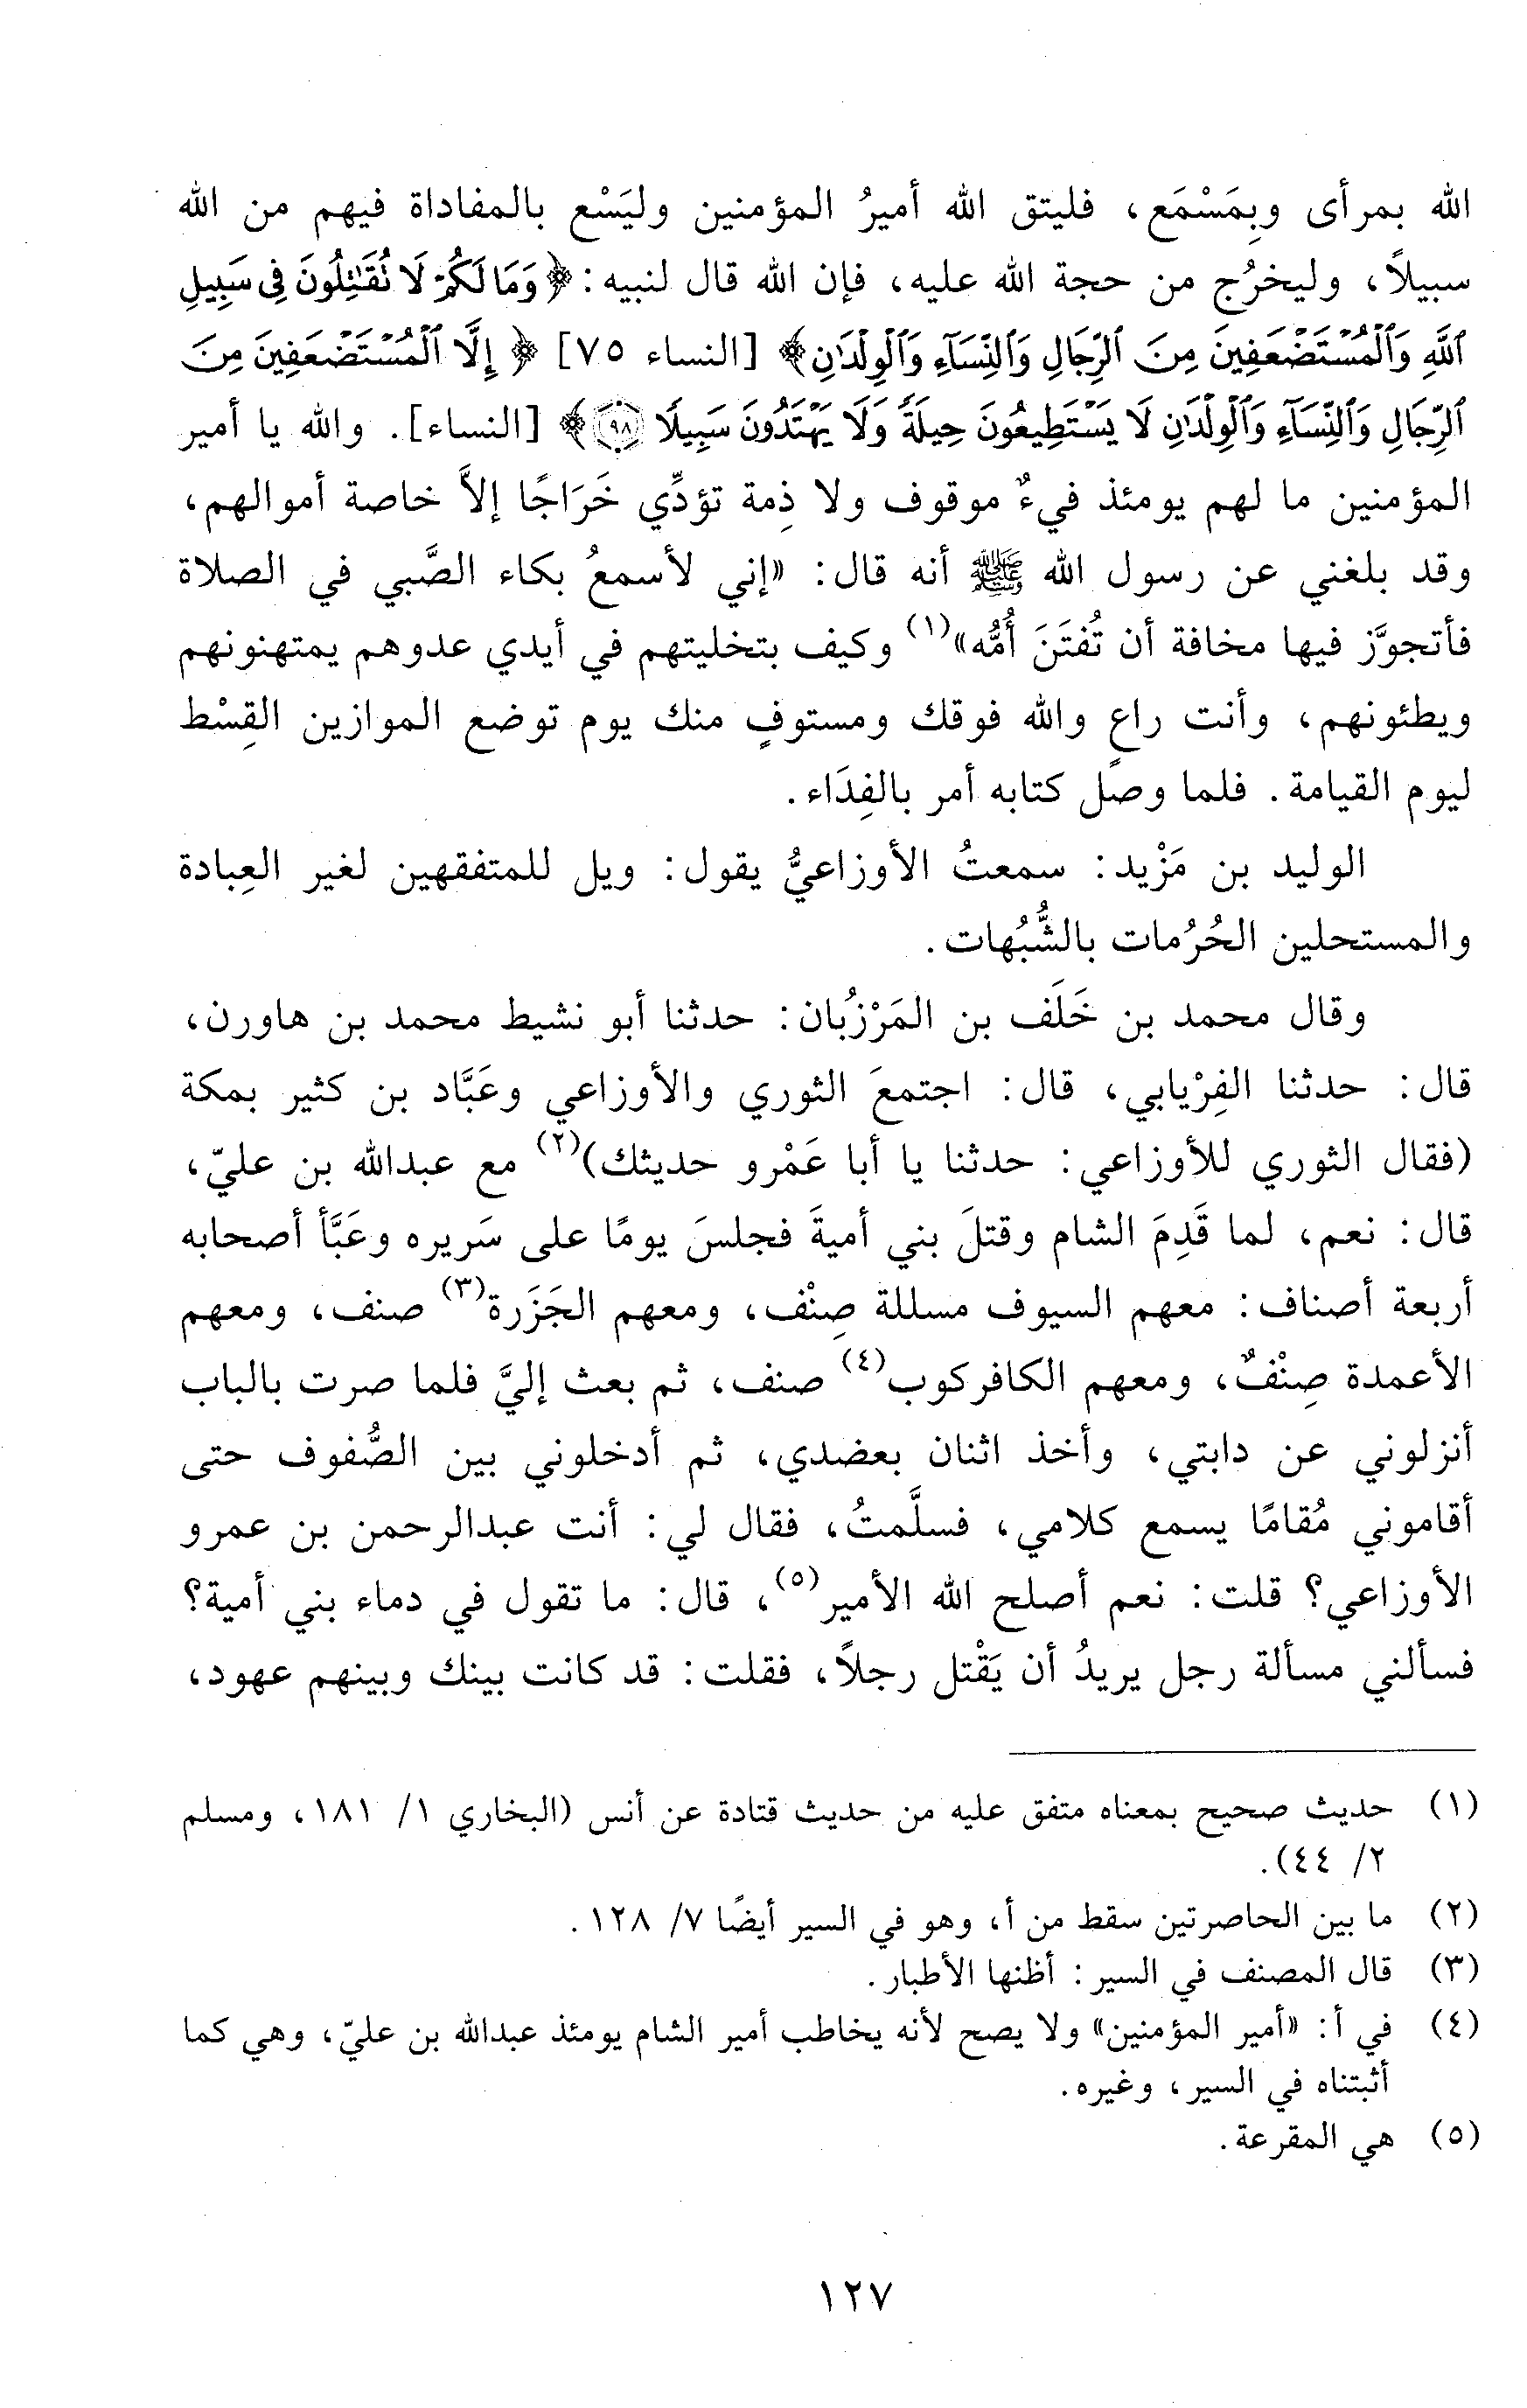 الله بمرأى وبِمَسْمَع، فليتق الله أميرُ المؤمنين وليَسْع بالمفاداة فيهم من الله
سبيلاً، وليخرُج من حجة الله عليه، فإن الله قال لنبيه: ﴿وَمَا لَكُمْ لَا تُقَٰتِلُونَ فِى سَبِيلِ
ٱللَّهِ وَٱلْمُسْتَضْعَفِينَ مِنَ ٱلرِّجَالِ وَٱلنِّسَآءِ وَٱلْوِلْدَٰنِ﴾ [النساء ٧٥] ﴿إِلَّا ٱلْمُسْتَضْعَفِينَ مِنَ
ٱلرِّجَالِ وَٱلنِّسَآءِ وَٱلْوِلْدَٰنِ لَا يَسْتَطِيعُونَ حِيلَةً وَلَا يَهْتَدُونَ سَبِيلًا ٩٨﴾ [النساء]. والله يا أمير
المؤمنين ما لهم يومئذ فيءٌ موقوف ولا ذِمة تؤدِّي خَرَاجًا إلاَّ خاصة أموالهم،
وقد بلغني عن رسول الله ﷺ أنه قال: «إني لأسمعُ بكاء الصَّبي في الصلاة
فأتجوَّز فيها مخافة أن تُفتَنَ أُمُّه»(١) وكيف بتخليتهم في أيدي عدوهم يمتهنونهم
ويطئونهم، وأنت راعٍ والله فوقك ومستوفٍ منك يوم توضع الموازين القِسْط
ليوم القيامة. فلما وصل كتابه أمر بالفِدَاء.
الوليد بن مَزْيد: سمعتُ الأوزاعيُّ يقول: ويل للمتفقهين لغير العِبادة
والمستحلين الحُرُمات بالشُّبُهات.
وقال محمد بن خَلَف بن المَرْزُبان: حدثنا أبو نشيط محمد بن هاورن،
قال: حدثنا الفِرْيابي، قال: اجتمعَ الثوري والأوزاعي وعَبَّاد بن كثير بمكة
(فقال الثوري للأوزاعي: حدثنا يا أبا عَمْرو حديثك)(٢) مع عبدالله بن عليّ،
قال: نعم، لما قَدِمَ الشام وقتلَ بني أميةَ فجلسَ يومًا على سَريره وعَبَّأ أصحابه
أربعة أصناف: معهم السيوف مسللة صِنْف، ومعهم الجَزَرة(٣) صنف، ومعهم
الأعمدة صِنْفٌ، ومعهم الكافركوب(٤) صنف، ثم بعث إليَّ فلما صرت بالباب
أنزلوني عن دابتي، وأخذ اثنان بعضدي، ثم أدخلوني بين الصُّفوف حتى
أقاموني مُقامًا يسمع كلامي، فسلَّمتُ، فقال لي: أنت عبدالرحمن بن عمرو
الأوزاعي؟ قلت: نعم أصلح الله الأمير(٥)، قال: ما تقول في دماء بني أمية؟
فسألني مسألة رجل يريدُ أن يَقْتل رجلاً، فقلت: قد كانت بينك وبينهم عهود،
(١) حديث صحيح بمعناه متفق عليه من حديث قتادة عن أنس (البخاري ١/ ١٨١، ومسلم
٢/ ٤٤).
(٢) ما بين الحاصرتين سقط من أ، وهو في السير أيضًا ٧/ ١٢٨.
(٣) قال المصنف في السير: أظنها الأطبار.
(٤) في أ: «أمير المؤمنين» ولا يصح لأنه يخاطب أمير الشام يومئذ عبدالله بن عليّ، وهي كما
أثبتناه في السير، وغيره.
(٥) هي المقرعة.
١٢٧